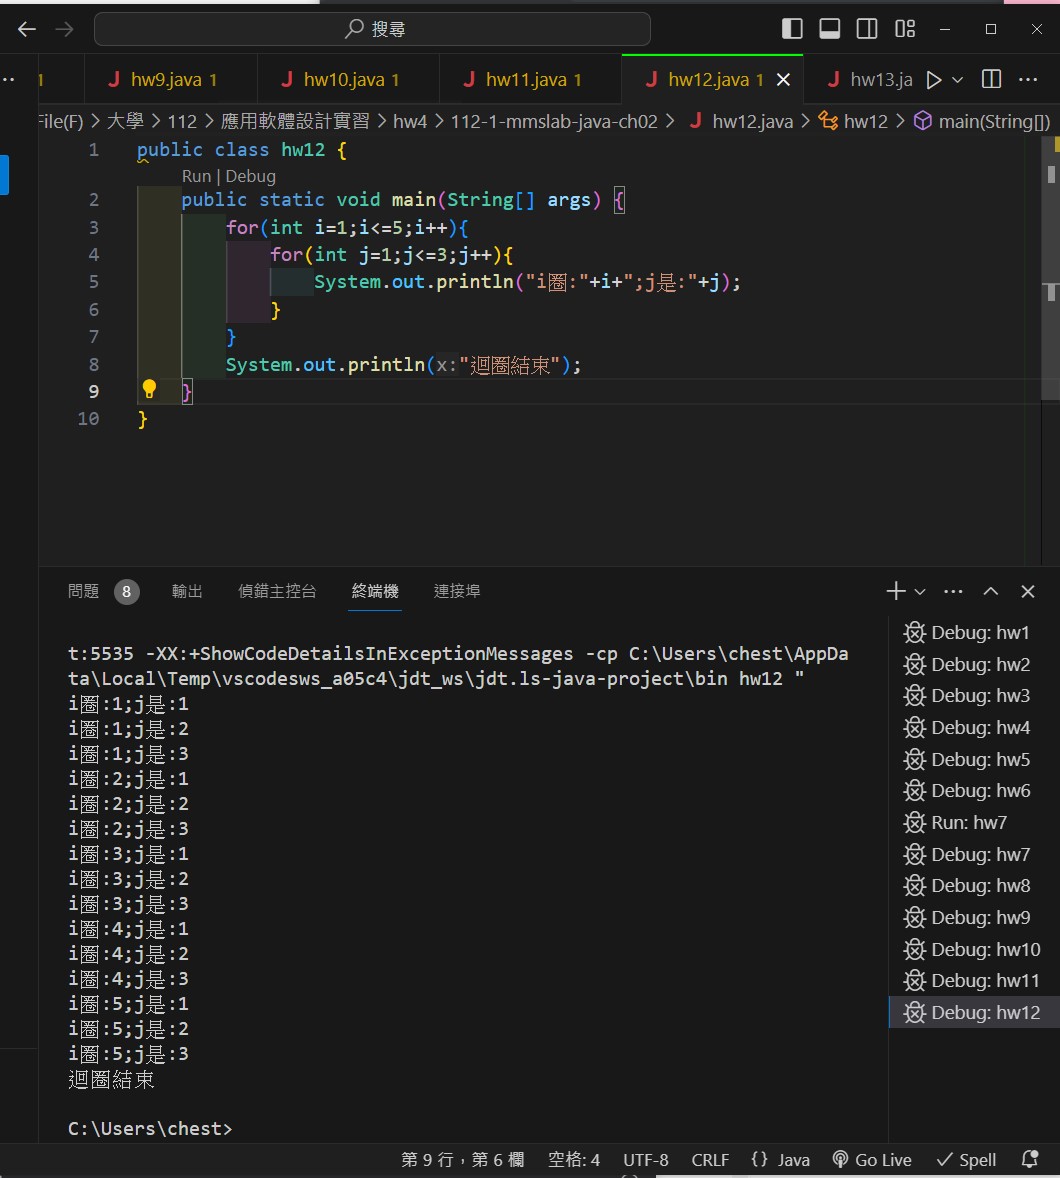 搜尋
1 hw9.java 1 hw10.java 1 hw11.java 1 hw12.java 1 hw13.ja
File(F) > 大學 > 112 > 應用軟體設計實習 > hw4 > 112-1-mmslab-java-ch02 > hw12.java > hw12 > main(String[])
1 public class hw12 {
Run | Debug
2 public static void main(String[] args) {
3 for(int i=1;i<=5;i++){
4 for(int j=1;j<=3;j++){
5 System.out.println("i圈:"+i+";j是:"+j);
6 }
7 }
8 System.out.println(x:"迴圈結束");
9 }
10 }
問題 8 輸出 偵錯主控台 終端機 連接埠
t:5535 -XX:+ShowCodeDetailsInExceptionMessages -cp C:\Users\chest\AppDa
ta\Local\Temp\vscodesws_a05c4\jdt_ws\jdt.ls-java-project\bin hw12 "
i圈:1;j是:1
i圈:1;j是:2
i圈:1;j是:3
i圈:2;j是:1
i圈:2;j是:2
i圈:2;j是:3
i圈:3;j是:1
i圈:3;j是:2
i圈:3;j是:3
i圈:4;j是:1
i圈:4;j是:2
i圈:4;j是:3
i圈:5;j是:1
i圈:5;j是:2
i圈:5;j是:3
迴圈結束
C:\Users\chest>
Debug: hw1
Debug: hw2
Debug: hw3
Debug: hw4
Debug: hw5
Debug: hw6
Run: hw7
Debug: hw7
Debug: hw8
Debug: hw9
Debug: hw10
Debug: hw11
Debug: hw12
第 9 行，第 6 欄 空格: 4 UTF-8 CRLF {} Java Go Live Spell